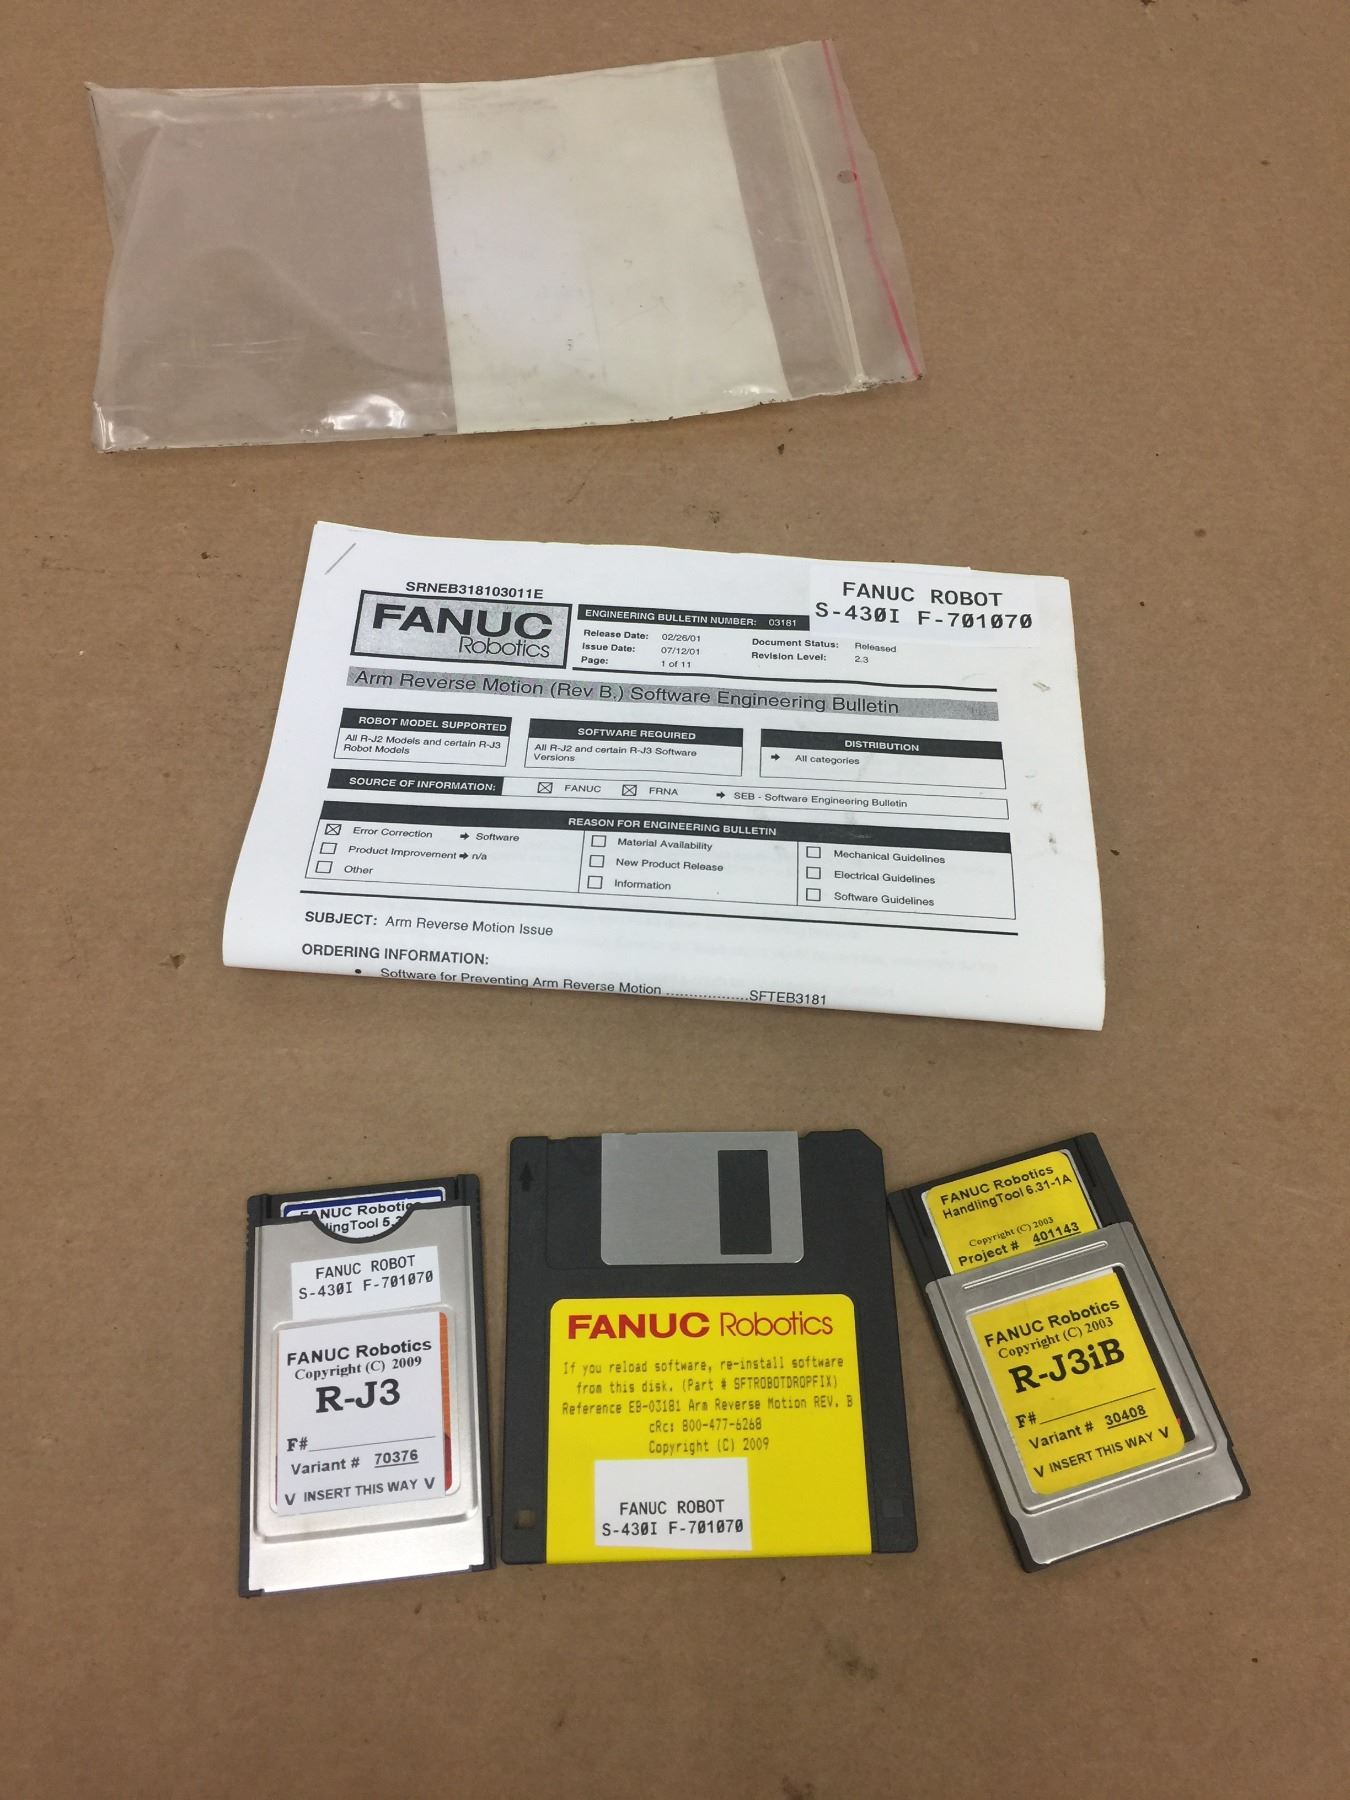 SRNEB318103011E
FANUC
Robotics
ENGINEERING BULLETIN NUMBER: 03181
Release Date: 02/26/01
Document Status: Released
Issue Date: 07/12/01
Revision Level: 2.3
Page: 1 of 11
FANUC ROBOT
S-430I F-701070
Arm Reverse Motion (Rev B.) Software Engineering Bulletin
ROBOT MODEL SUPPORTED
All R-J2 Models and certain R-J3
Robot Models
SOFTWARE REQUIRED
All R-J2 and certain R-J3 Software
Versions
DISTRIBUTION
All categories
SOURCE OF INFORMATION:
FANUC
FRNA
SEB - Software Engineering Bulletin
REASON FOR ENGINEERING BULLETIN
Error Correction
Software
Product Improvement
n/a
Other
Material Availability
New Product Release
Information
Mechanical Guidelines
Electrical Guidelines
Software Guidelines
SUBJECT: Arm Reverse Motion Issue
ORDERING INFORMATION:
• Software for Preventing Arm Reverse Motion ..................SFTEB3181
FANUC Robotic
lingTool 5.
FANUC ROBOT
S-430I F-701070
FANUC Robotics
Copyright (C) 2009
R-J3
F#
Variant # 70376
V INSERT THIS WAY V
FANUC Robotics
If you reload software, re-install software
from this disk. (Part # SFTROBOTDROPFIX)
Reference EB-03181 Arm Reverse Motion REV. B
cRc: 800-477-6268
Copyright (C) 2009
FANUC ROBOT
S-430I F-701070
FANUC Robotics
HandlingTool 6.31-1A
Copyright (C) 2003
Project # 401143
FANUC Robotics
Copyright (C) 2003
R-J3iB
F#
Variant # 30408
V INSERT THIS WAY V